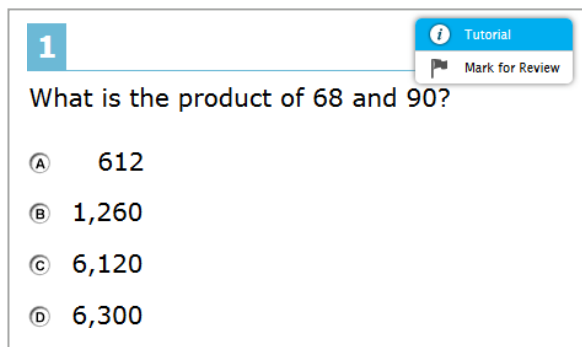 1
Tutorial
Mark for Review
What is the product of 68 and 90?
A 612
B 1,260
C 6,120
D 6,300